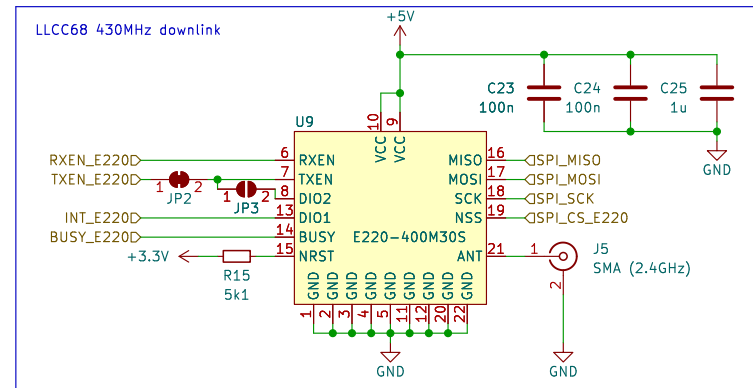 LLCC68 430MHz downlink
+5V
C23
100n
C24
100n
C25
1u
GND
U9
10
9
VCC
VCC
RXEN_E220
6
RXEN
TXEN_E220
1
2
JP2
7
TXEN
1
2
JP3
8
DIO2
INT_E220
13
DIO1
BUSY_E220
14
BUSY
+3.3V
R15
5k1
15
NRST
E220-400M30S
MISO
16
SPI_MISO
MOSI
17
SPI_MOSI
SCK
18
SPI_SCK
NSS
19
SPI_CS_E220
ANT
21
1
2
J5
SMA (2.4GHz)
GND
GND
GND
GND
GND
GND
GND
GND
GND
1
2
3
4
5
11
12
20
22
GND
GND